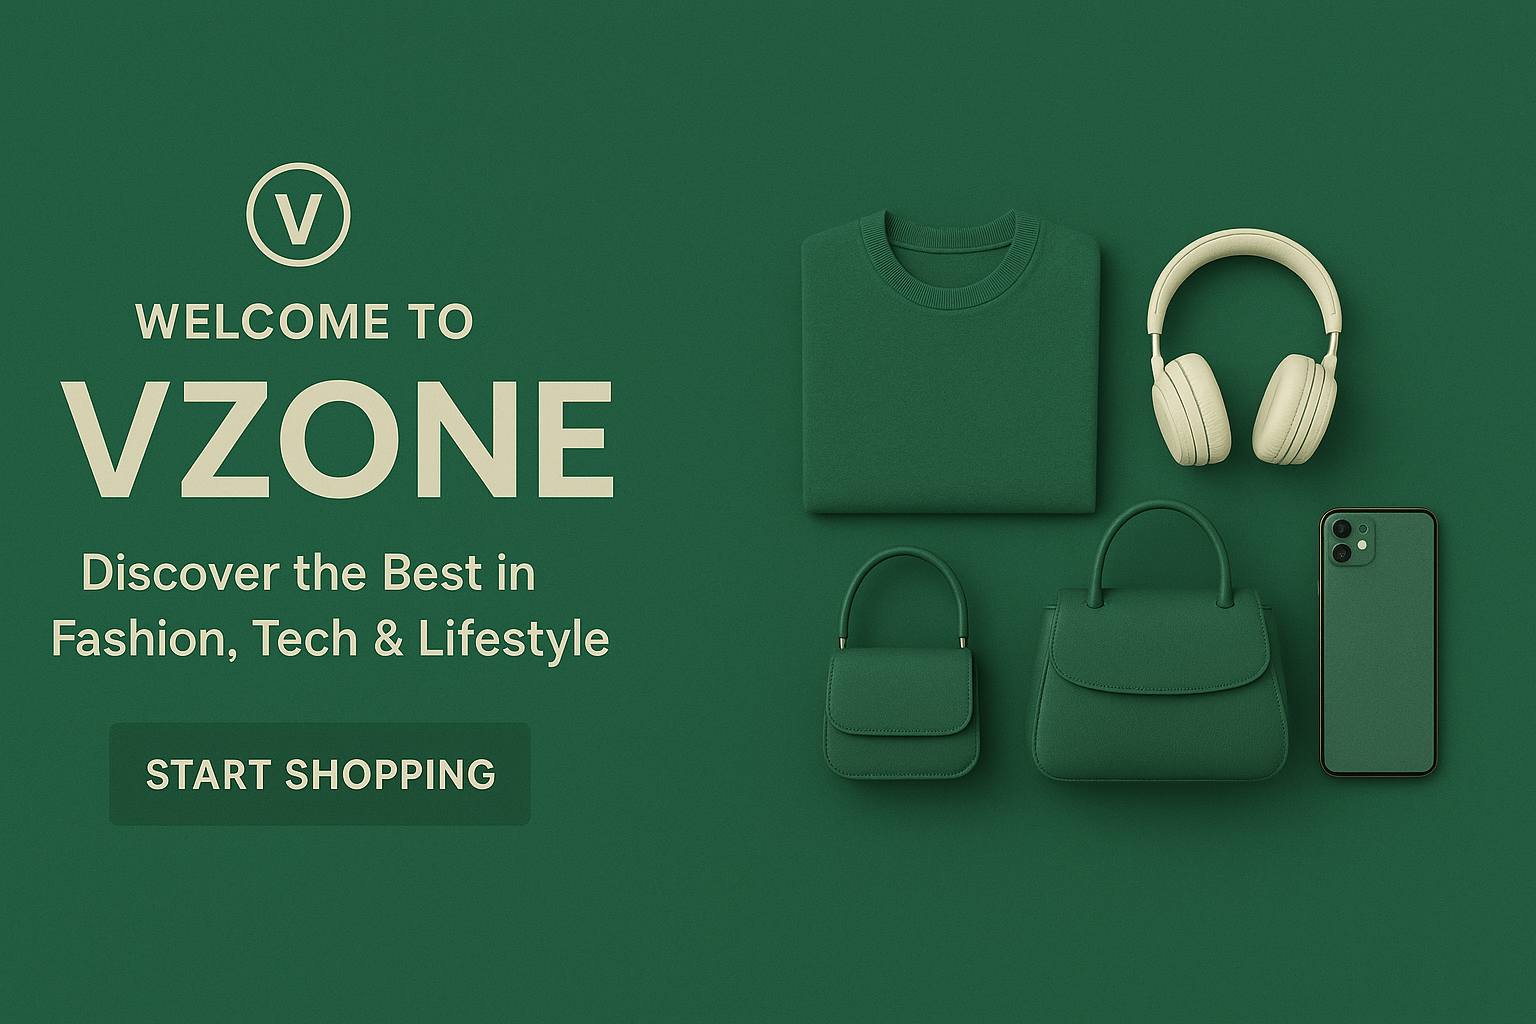 V
WELCOME TO
VZONE
Discover the Best in
Fashion, Tech & Lifestyle
START SHOPPING